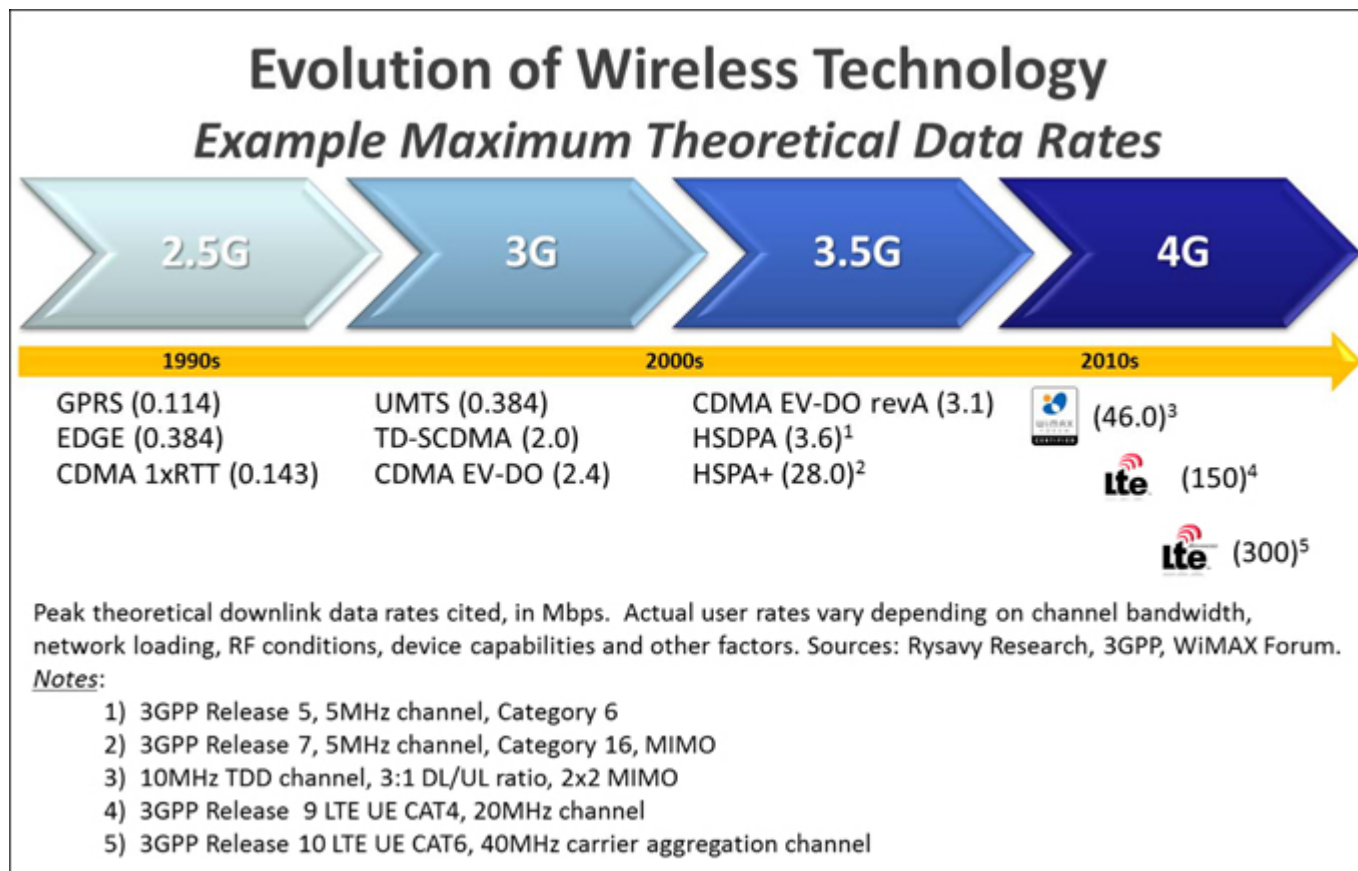 Evolution of Wireless Technology
Example Maximum Theoretical Data Rates
2.5G
3G
3.5G
4G
1990s
2000s
2010s
GPRS (0.114)
EDGE (0.384)
CDMA 1xRTT (0.143)
UMTS (0.384)
TD-SCDMA (2.0)
CDMA EV-DO (2.4)
CDMA EV-DO revA (3.1)
HSDPA (3.6)¹
HSPA+ (28.0)²
WiMAX
FORUM
CERTIFIED
(46.0)³
Lte
(150)⁴
Lte
(300)⁵
Peak theoretical downlink data rates cited, in Mbps.  Actual user rates vary depending on channel bandwidth,
network loading, RF conditions, device capabilities and other factors. Sources: Rysavy Research, 3GPP, WiMAX Forum.
Notes:
1) 3GPP Release 5, 5MHz channel, Category 6
2) 3GPP Release 7, 5MHz channel, Category 16, MIMO
3) 10MHz TDD channel, 3:1 DL/UL ratio, 2x2 MIMO
4) 3GPP Release  9 LTE UE CAT4, 20MHz channel
5) 3GPP Release 10 LTE UE CAT6, 40MHz carrier aggregation channel